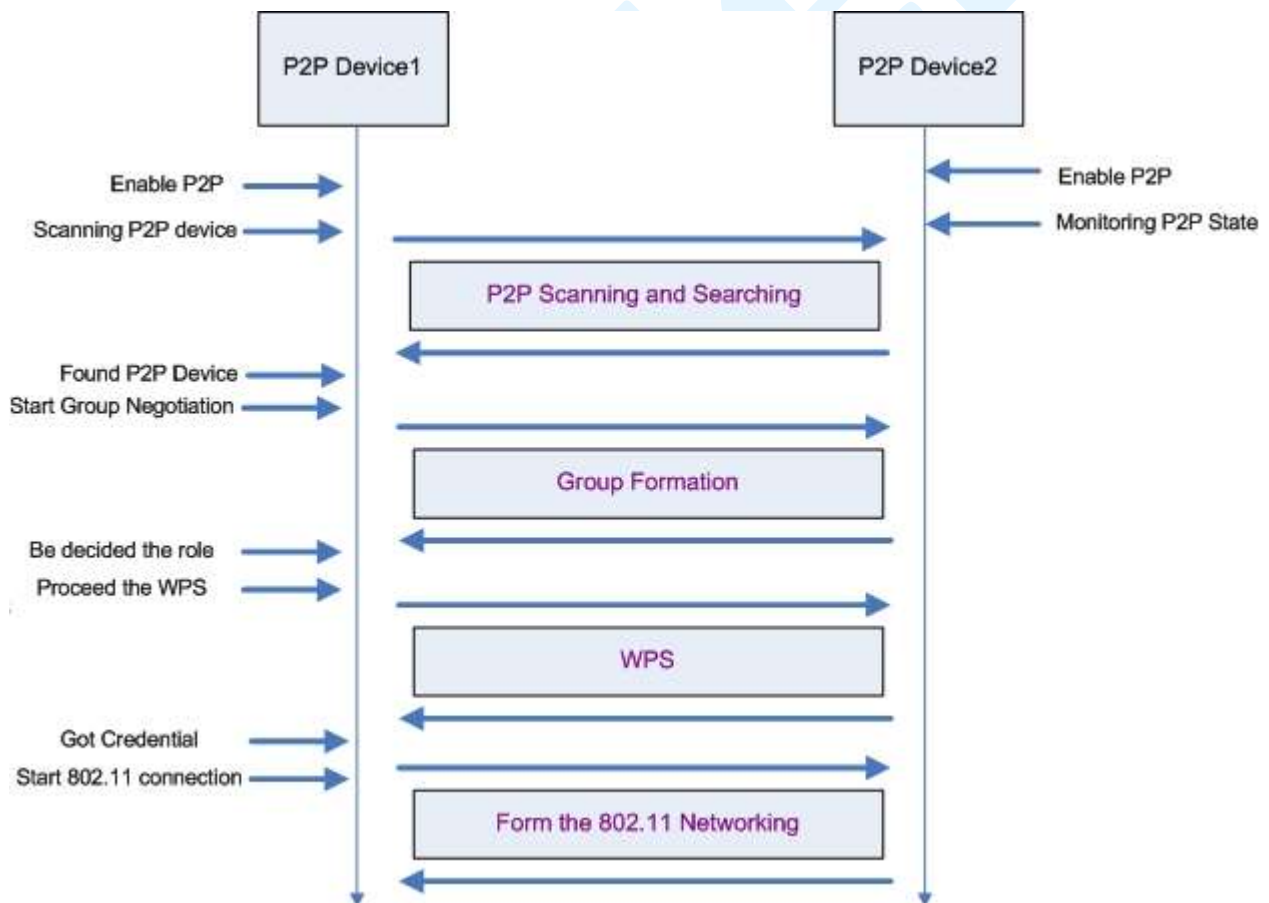 P2P Device1
P2P Device2
Enable P2P
Enable P2P
Scanning P2P device
Monitoring P2P State
P2P Scanning and Searching
Found P2P Device
Start Group Negotiation
Group Formation
Be decided the role
Proceed the WPS
WPS
Got Credential
Start 802.11 connection
Form the 802.11 Networking